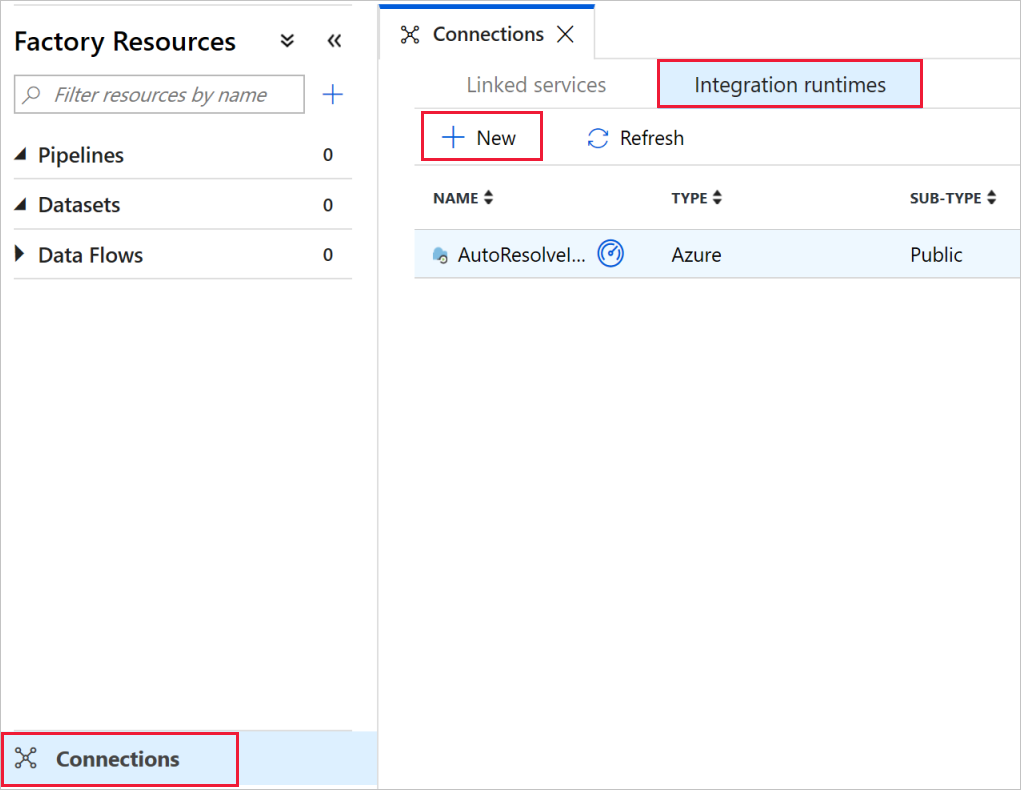 Factory Resources
Filter resources by name
Pipelines 0
Datasets 0
Data Flows 0
Connections
Connections
Linked services Integration runtimes
New Refresh
NAME TYPE SUB-TYPE
AutoResolveI... Azure Public